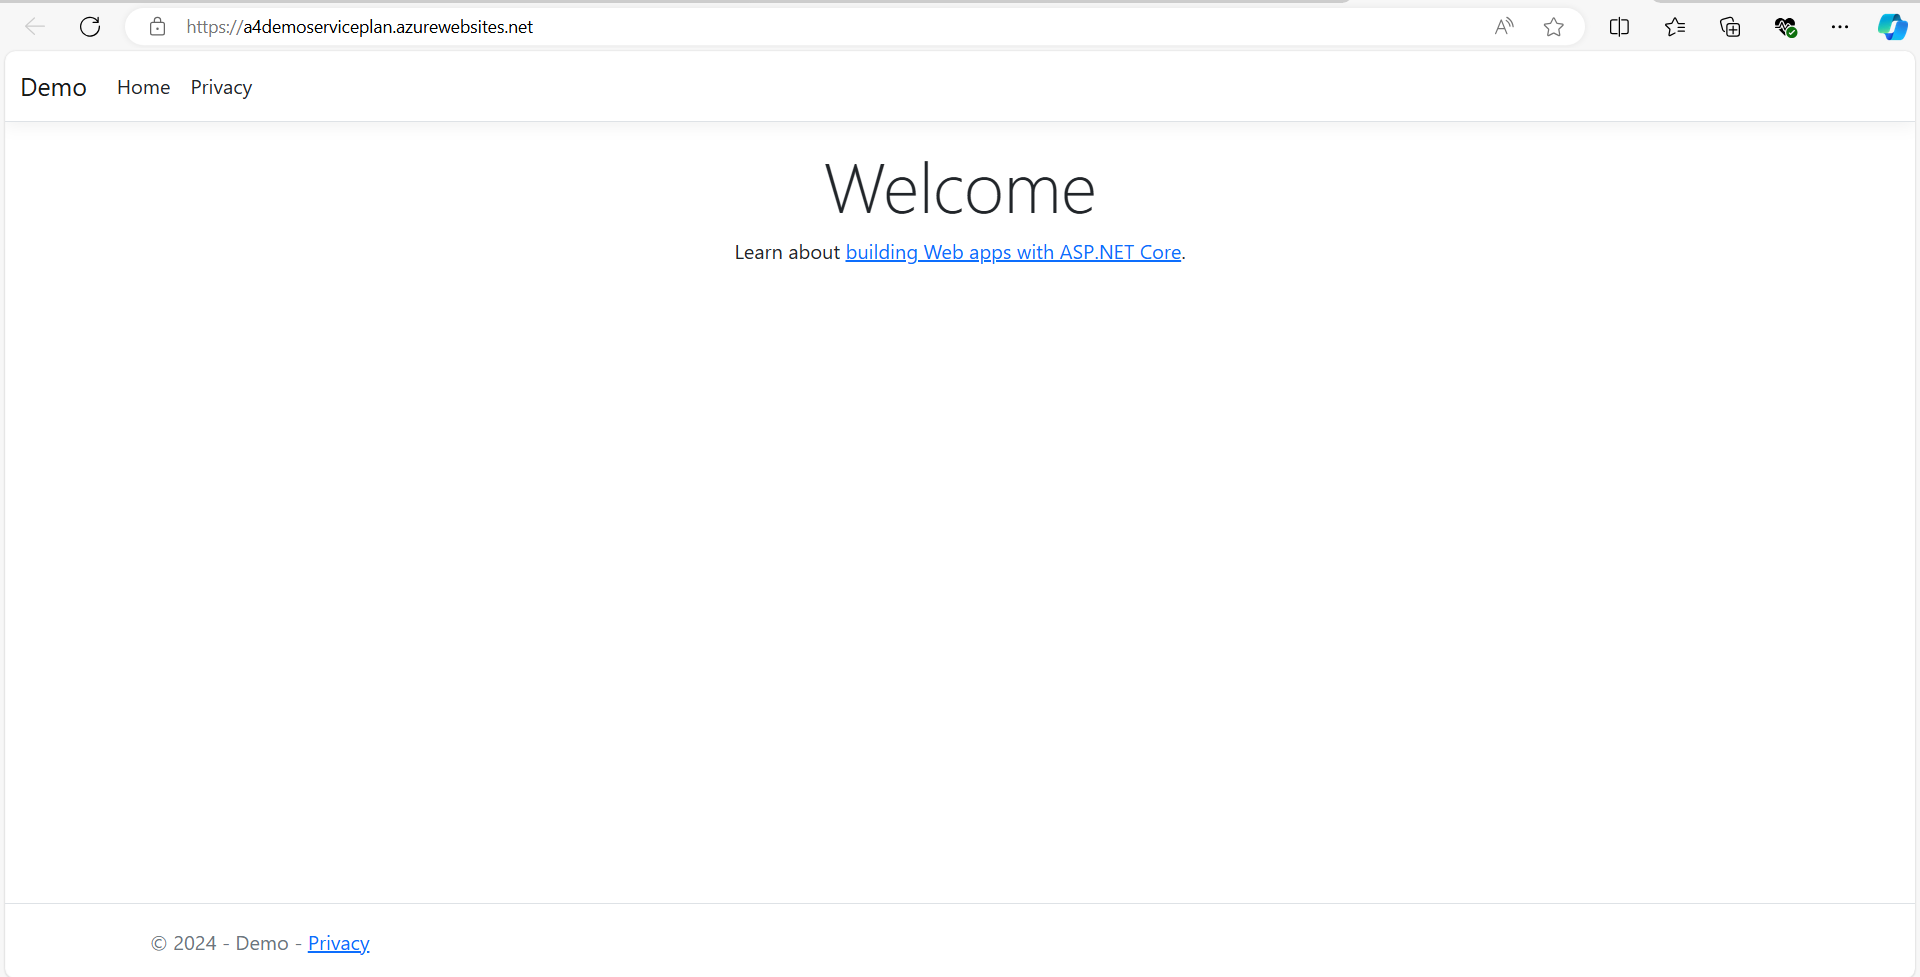 https://a4demoserviceplan.azurewebsites.net
Demo Home Privacy
Welcome
Learn about building Web apps with ASP.NET Core.
© 2024 - Demo - Privacy